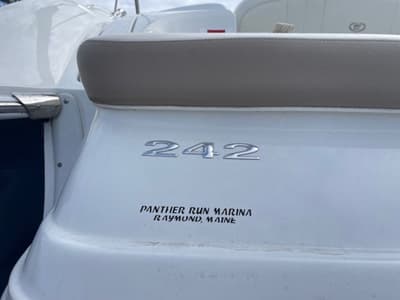 242
PANTHER RUN MARINA
RAYMOND, MAINE